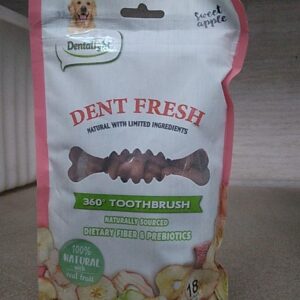 Sweet
apple
Dentalight
DENT FRESH
NATURAL WITH LIMITED INGREDIENTS
360° TOOTHBRUSH
NATURALLY SOURCED
DIETARY FIBER & PREBIOTICS
100%
NATURAL
with
real fruit
18